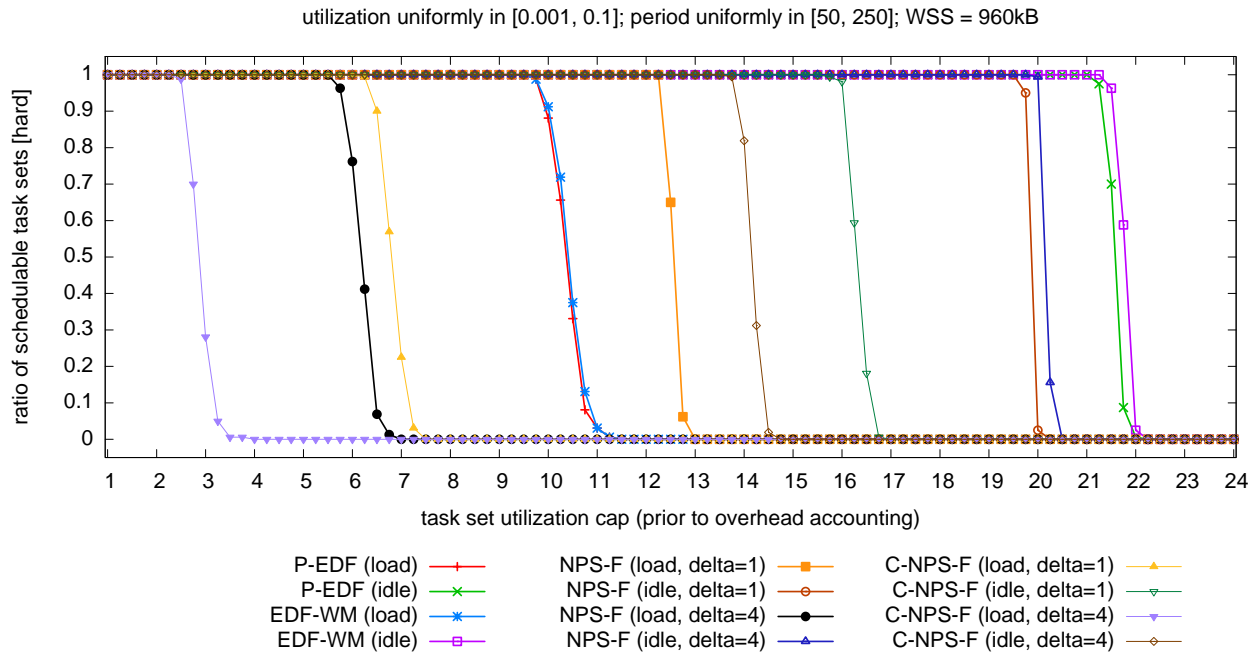 utilization uniformly in [0.001, 0.1]; period uniformly in [50, 250]; WSS = 960kB
ratio of schedulable task sets [hard]
1
0.9
0.8
0.7
0.6
0.5
0.4
0.3
0.2
0.1
0
1 2 3 4 5 6 7 8 9 10 11 12 13 14 15 16 17 18 19 20 21 22 23 24
task set utilization cap (prior to overhead accounting)
P-EDF (load) NPS-F (load, delta=1) C-NPS-F (load, delta=1)
P-EDF (idle) NPS-F (idle, delta=1) C-NPS-F (idle, delta=1)
EDF-WM (load) NPS-F (load, delta=4) C-NPS-F (load, delta=4)
EDF-WM (idle) NPS-F (idle, delta=4) C-NPS-F (idle, delta=4)